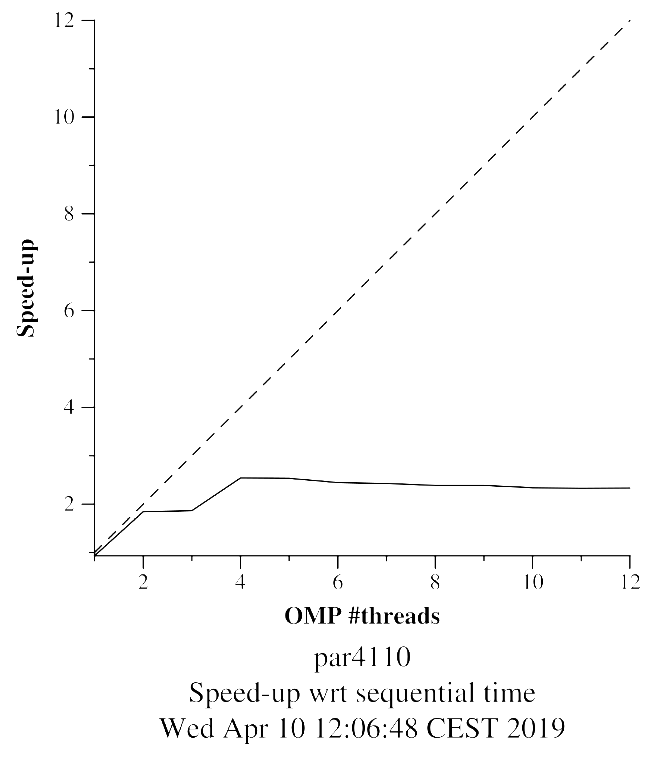 12
10
8
6
4
2
Speed-up
2 4 6 8 10 12
OMP #threads
par4110
Speed-up wrt sequential time
Wed Apr 10 12:06:48 CEST 2019